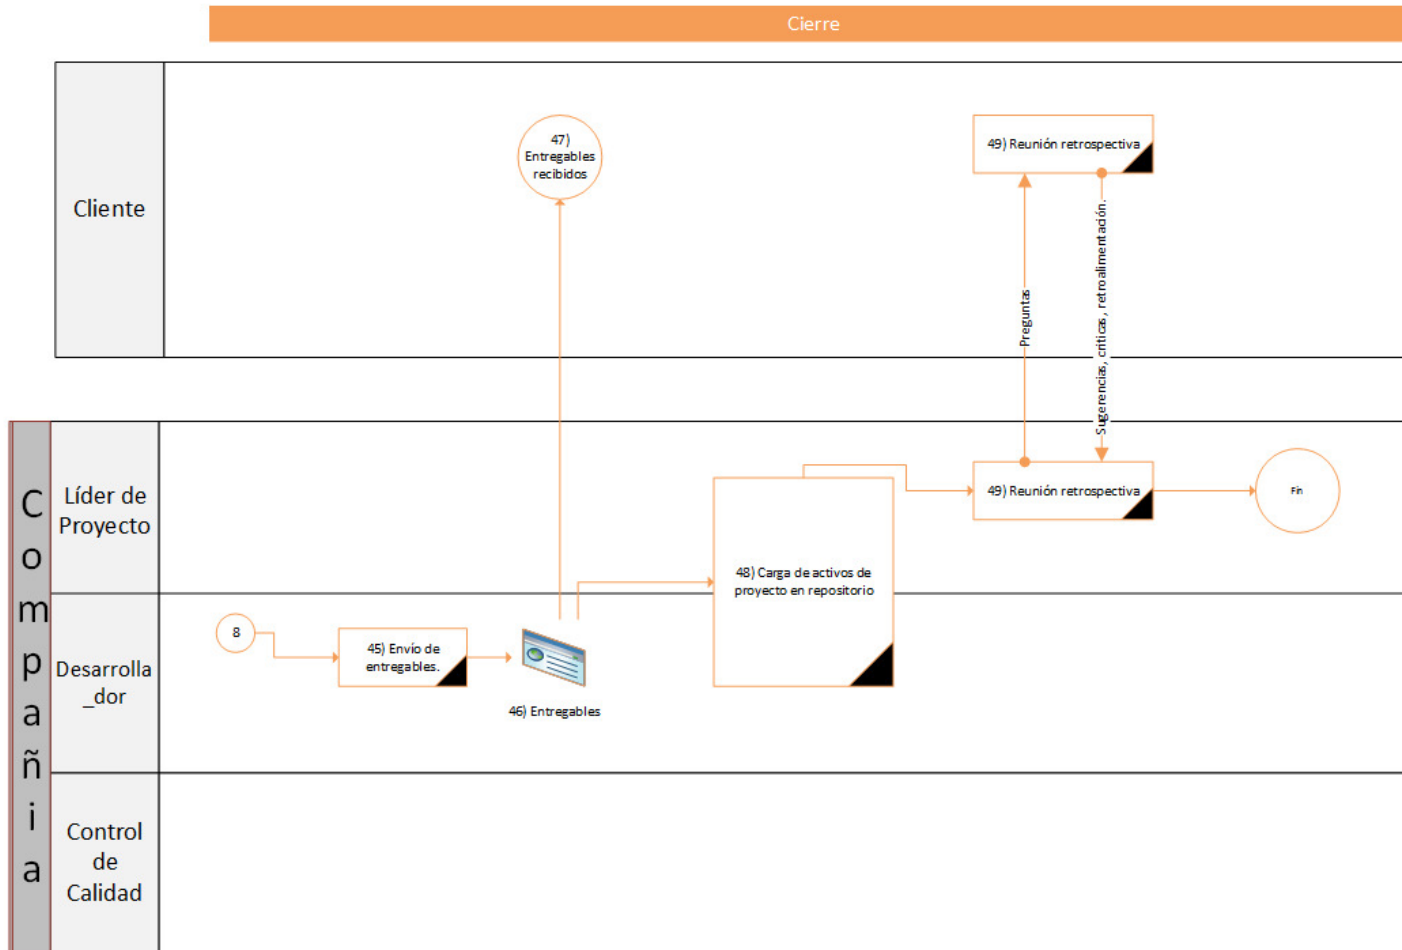 Cierre
Cliente
47)
Entregables
recibidos
49) Reunión retrospectiva
Preguntas
Sugerencias, criticas, retroalimentación.
Compañia
Líder de
Proyecto
49) Reunión retrospectiva
Fin
48) Carga de activos de
proyecto en repositorio
Desarrolla
_dor
8
45) Envío de
entregables.
46) Entregables
Control
de
Calidad